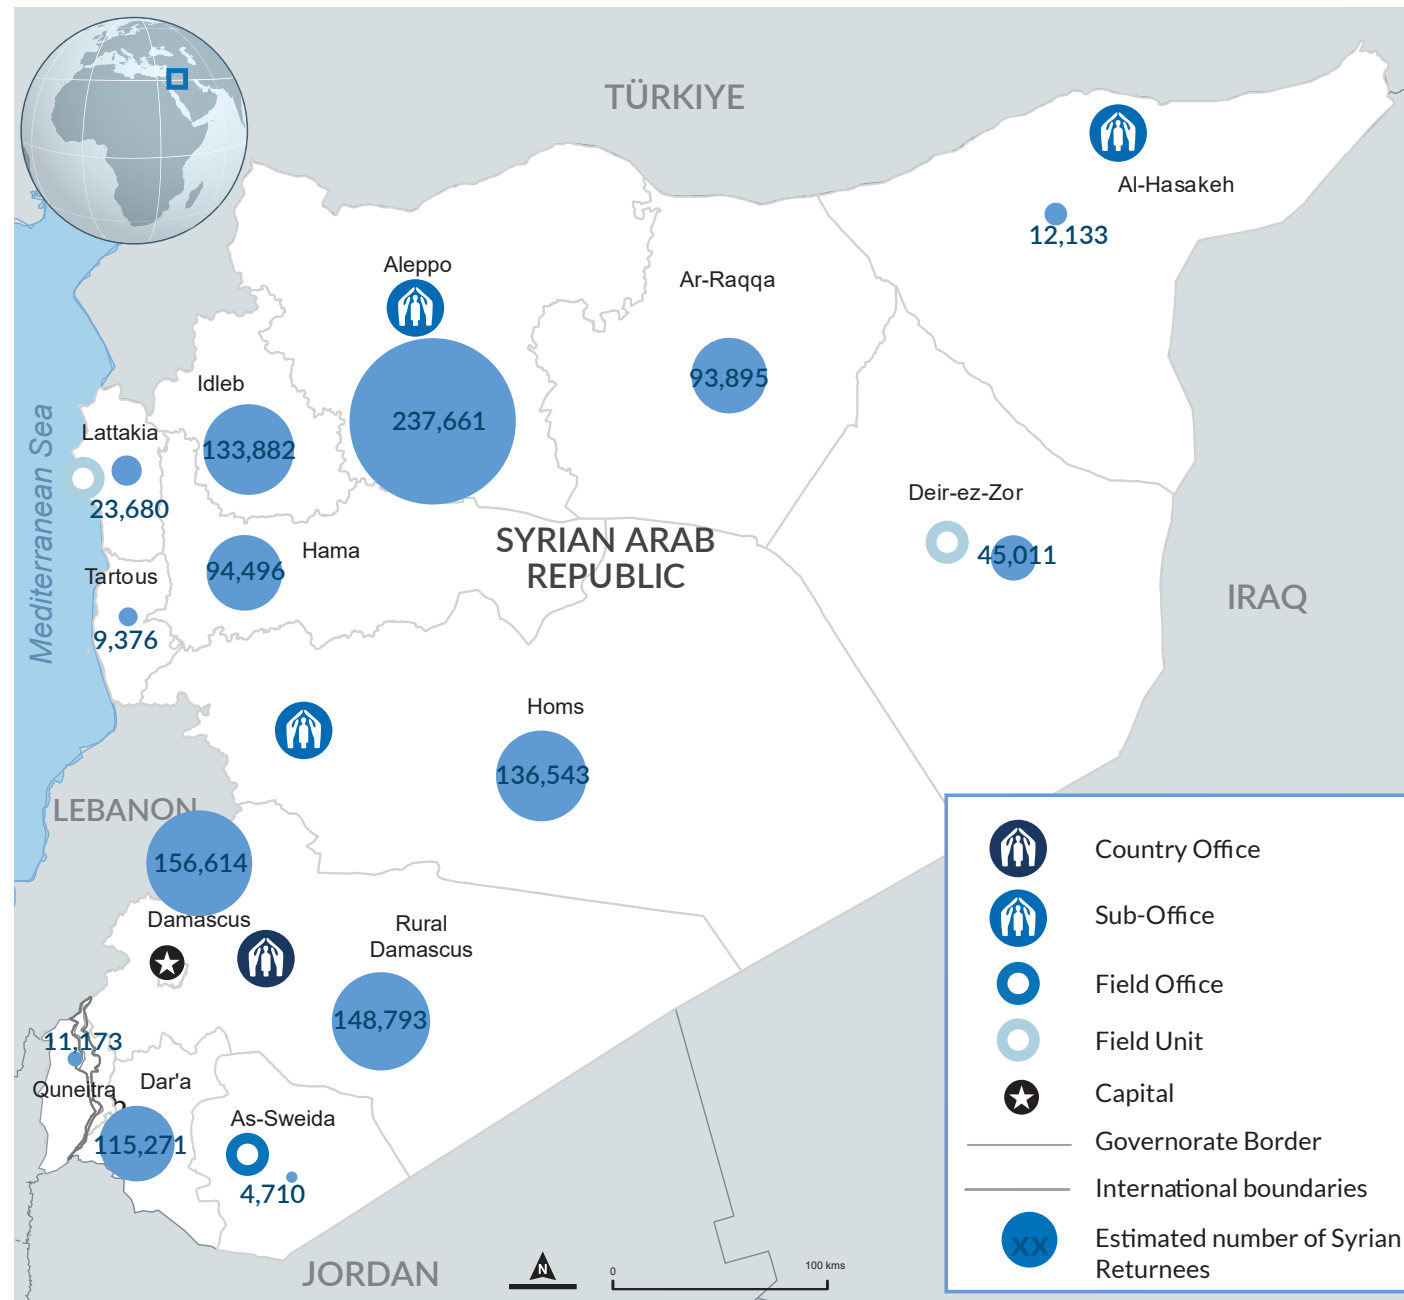 TÜRKIYE
Al-Hasakeh
12,133
Aleppo
Ar-Raqqa
93,895
237,661
Idleb
133,882
Lattakia
23,680
Mediterranean Sea
Deir-ez-Zor
45,011
SYRIAN ARAB
REPUBLIC
Hama
94,496
Tartous
9,376
IRAQ
Homs
136,543
LEBANON
156,614
Damascus
Rural
Damascus
148,793
11,173
Quneitra
Dar'a
115,271
As-Sweida
4,710
JORDAN
N
0
100 kms
Country Office
Sub-Office
Field Office
Field Unit
Capital
Governorate Border
International boundaries
XX
Estimated number of Syrian
Returnees